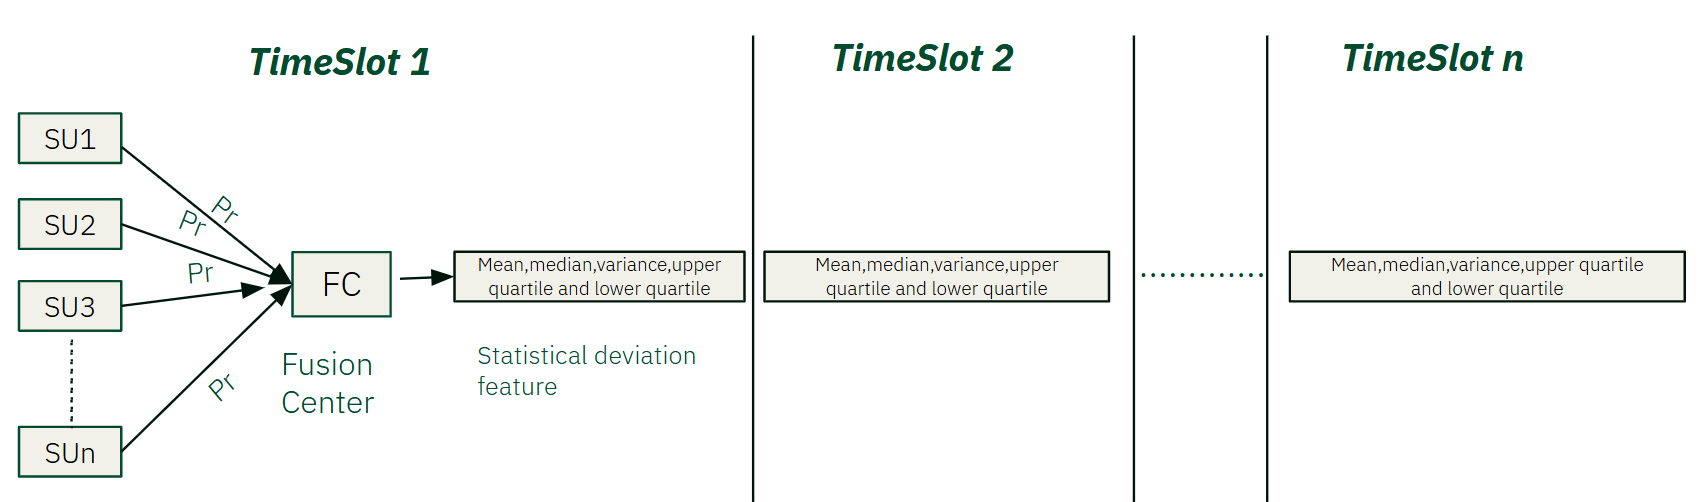 TimeSlot 1
TimeSlot 2
TimeSlot n
SU1
SU2
SU3
SUn
Pr
Pr
Pr
Pr
FC
Fusion
Center
Mean,median,variance,upper
quartile and lower quartile
Statistical deviation
feature
Mean,median,variance,upper
quartile and lower quartile
Mean,median,variance,upper quartile
and lower quartile